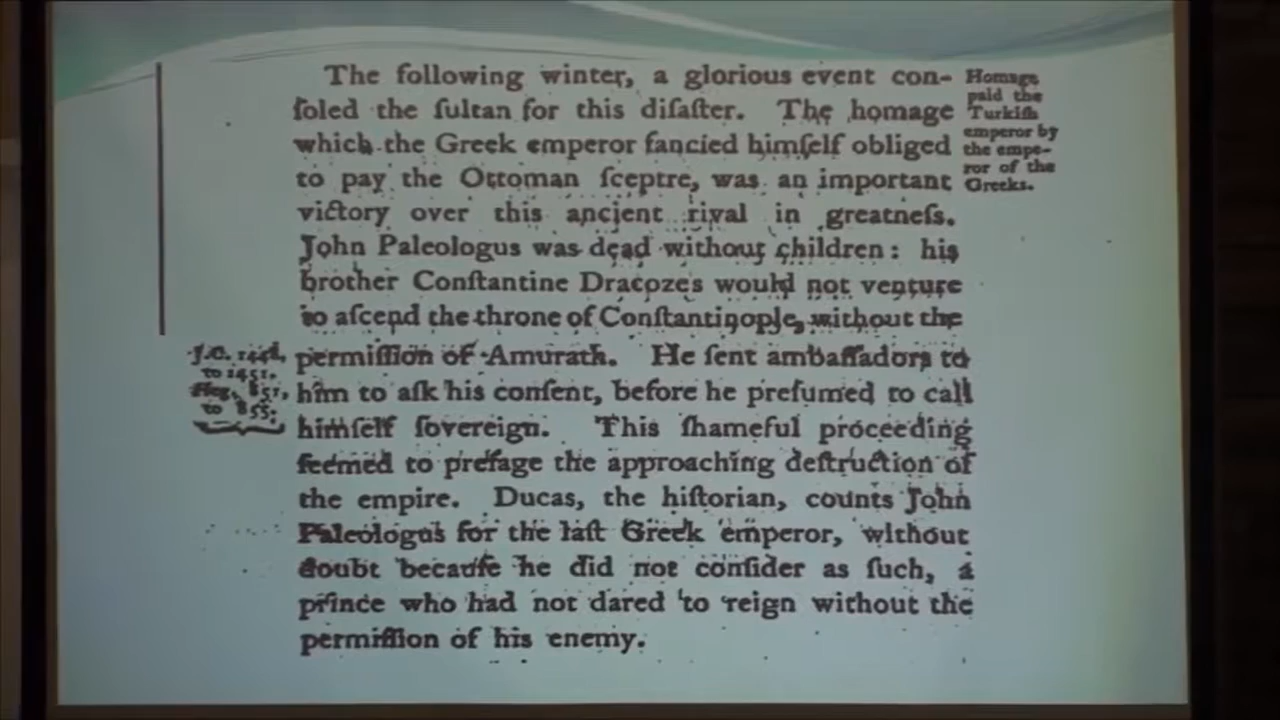 The following winter, a glorious event con-
ſoled the ſultan for this diſaſter. The homage
which the Greek emperor fancied himſelf obliged
to pay the Ottoman ſceptre, was an important
victory over this ancient rival in greatneſs.
John Paleologus was dead without children: his
brother Conſtantine Dracozes would not venture
to aſcend the throne of Conſtantinople, without the
permiſſion of Amurath. He ſent ambaſſadors to
him to aſk his conſent, before he preſumed to call
himſelf ſovereign. This ſhameful proceeding
ſeemed to preſage the approaching deſtruction of
the empire. Ducas, the hiſtorian, counts John
Paleologus for the laſt Greek emperor, without
doubt becauſe he did not conſider as ſuch, a
prince who had not dared to reign without the
permiſſion of his enemy.
Homage
paid the
Turkiſh
emperor by
the empe-
ror of the
Greeks.
J.C. 1448,
to 1451.
Heg. 851,
to 855.